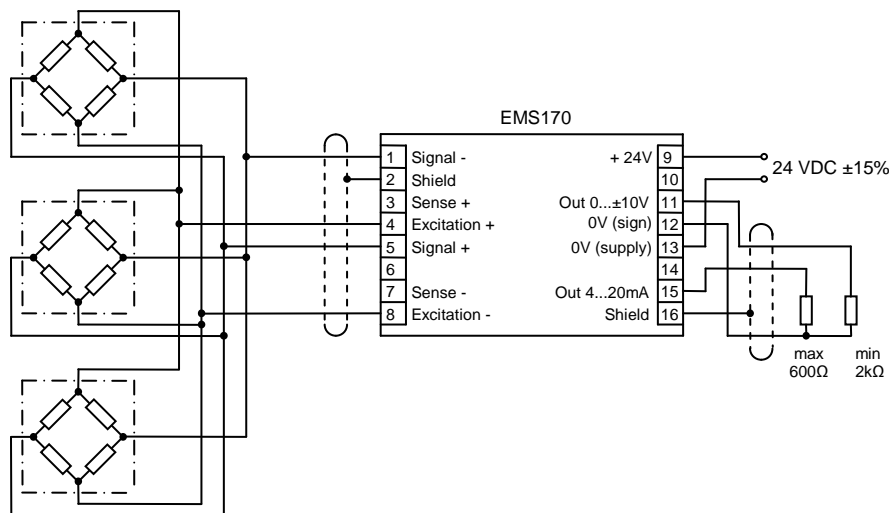 EMS170
1 Signal -
2 Shield
3 Sense +
4 Excitation +
5 Signal +
6
7 Sense -
8 Excitation -
+ 24V 9
10
Out 0...±10V 11
0V (sign) 12
0V (supply) 13
14
Out 4...20mA 15
Shield 16
24 VDC ±15%
max
600Ω
min
2kΩ